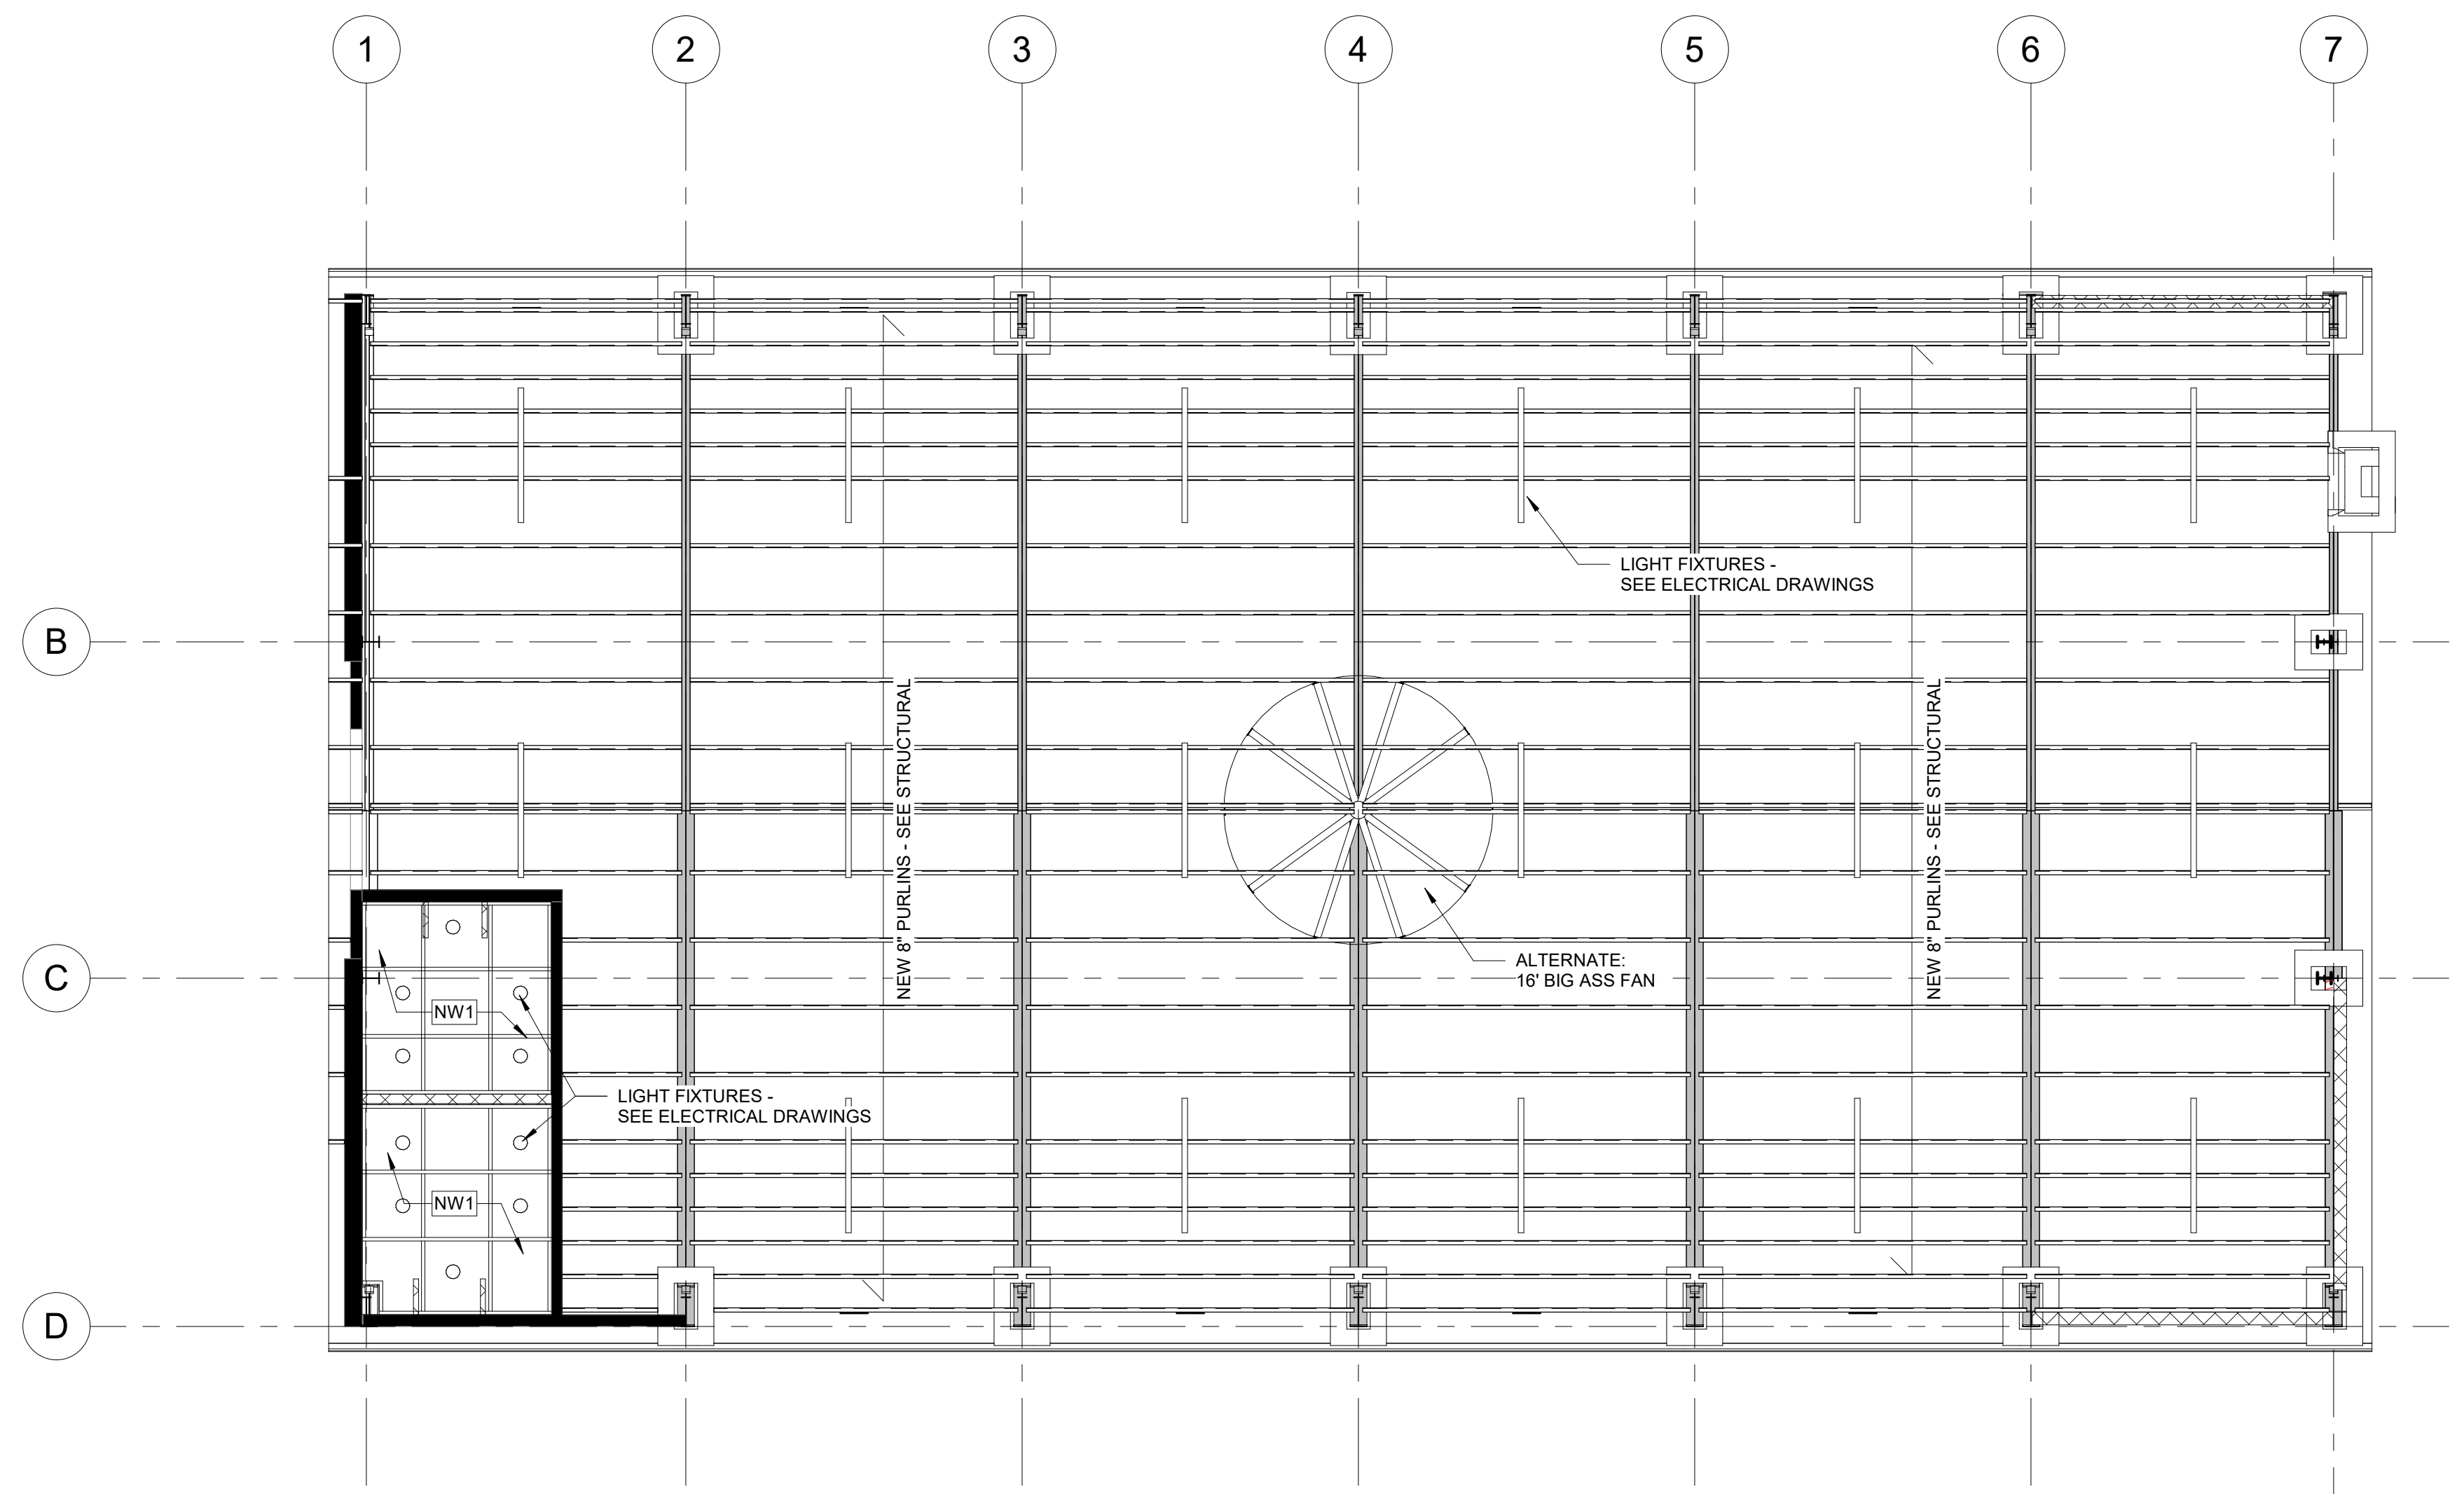 1
2
3
4
5
6
7
LIGHT FIXTURES -
SEE ELECTRICAL DRAWINGS
B
NEW 8" PURLINS - SEE STRUCTURAL
NEW 8" PURLINS - SEE STRUCTURAL
ALTERNATE:
16' BIG ASS FAN
C
NW1
LIGHT FIXTURES -
SEE ELECTRICAL DRAWINGS
NW1
D